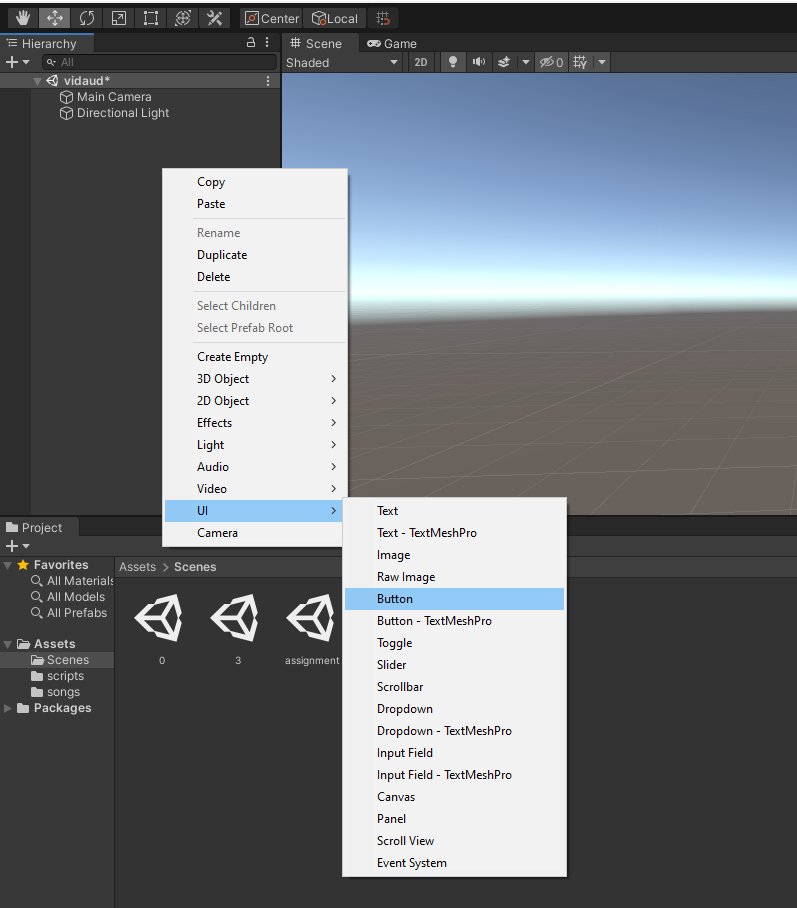 Center Local
Hierarchy
Scene Game
All
Shaded 2D 0
vidaud*
Main Camera
Directional Light
Copy
Paste
Rename
Duplicate
Delete
Select Children
Select Prefab Root
Create Empty
3D Object
2D Object
Effects
Light
Audio
Video
UI
Camera
Text
Text - TextMeshPro
Image
Raw Image
Button
Button - TextMeshPro
Toggle
Slider
Scrollbar
Dropdown
Dropdown - TextMeshPro
Input Field
Input Field - TextMeshPro
Canvas
Panel
Scroll View
Event System
Project
Favorites
All Materials
All Models
All Prefabs
Assets
Scenes
scripts
songs
Packages
Assets > Scenes
0 3 assignment